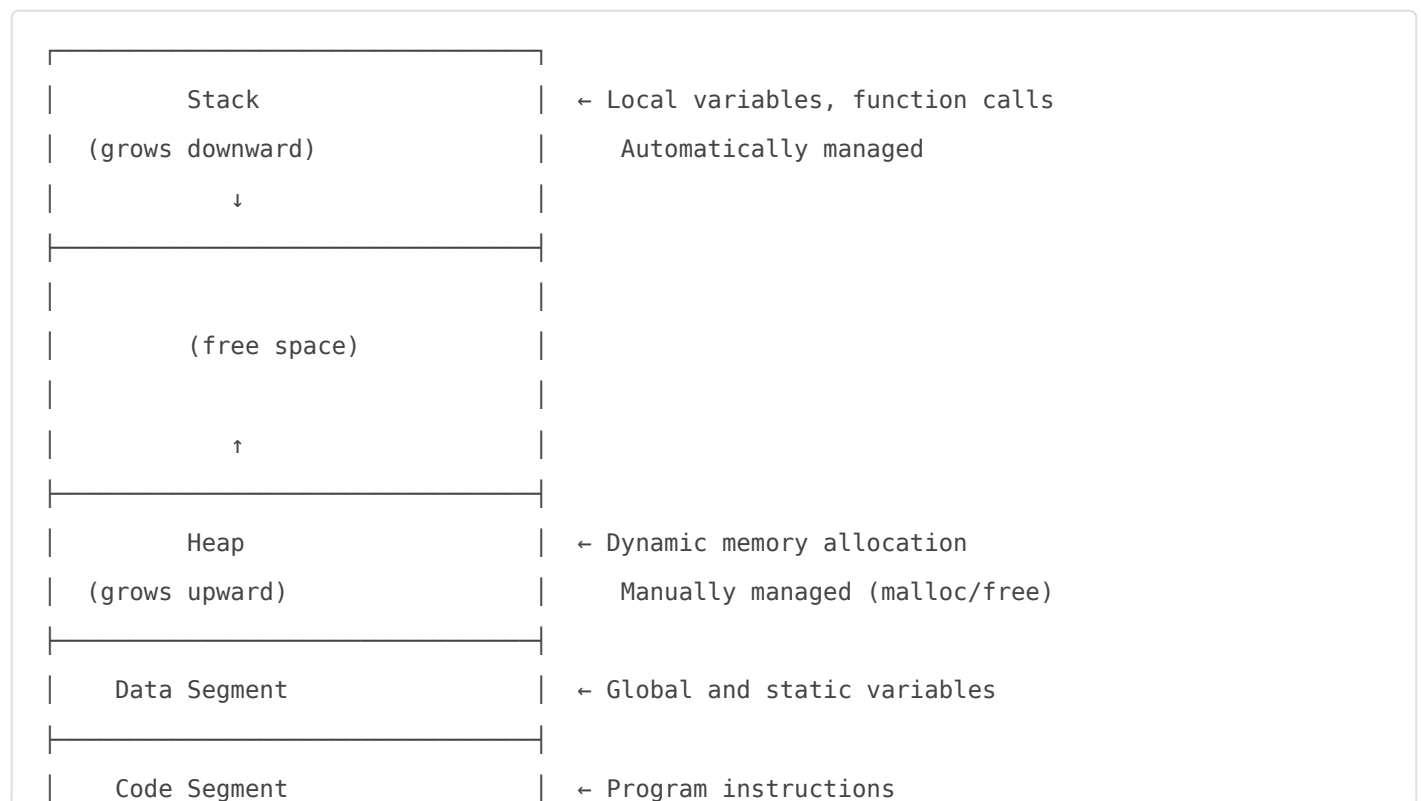 ┌──────────────────────────────────┐
│         Stack                    │  ← Local variables, function calls
│  (grows downward)                │     Automatically managed
│            ↓                     │
├──────────────────────────────────┤
│                                  │
│         (free space)             │
│                                  │
│            ↑                     │
├──────────────────────────────────┤
│         Heap                     │  ← Dynamic memory allocation
│  (grows upward)                  │     Manually managed (malloc/free)
├──────────────────────────────────┤
│    Data Segment                  │  ← Global and static variables
├──────────────────────────────────┤
│    Code Segment                  │  ← Program instructions